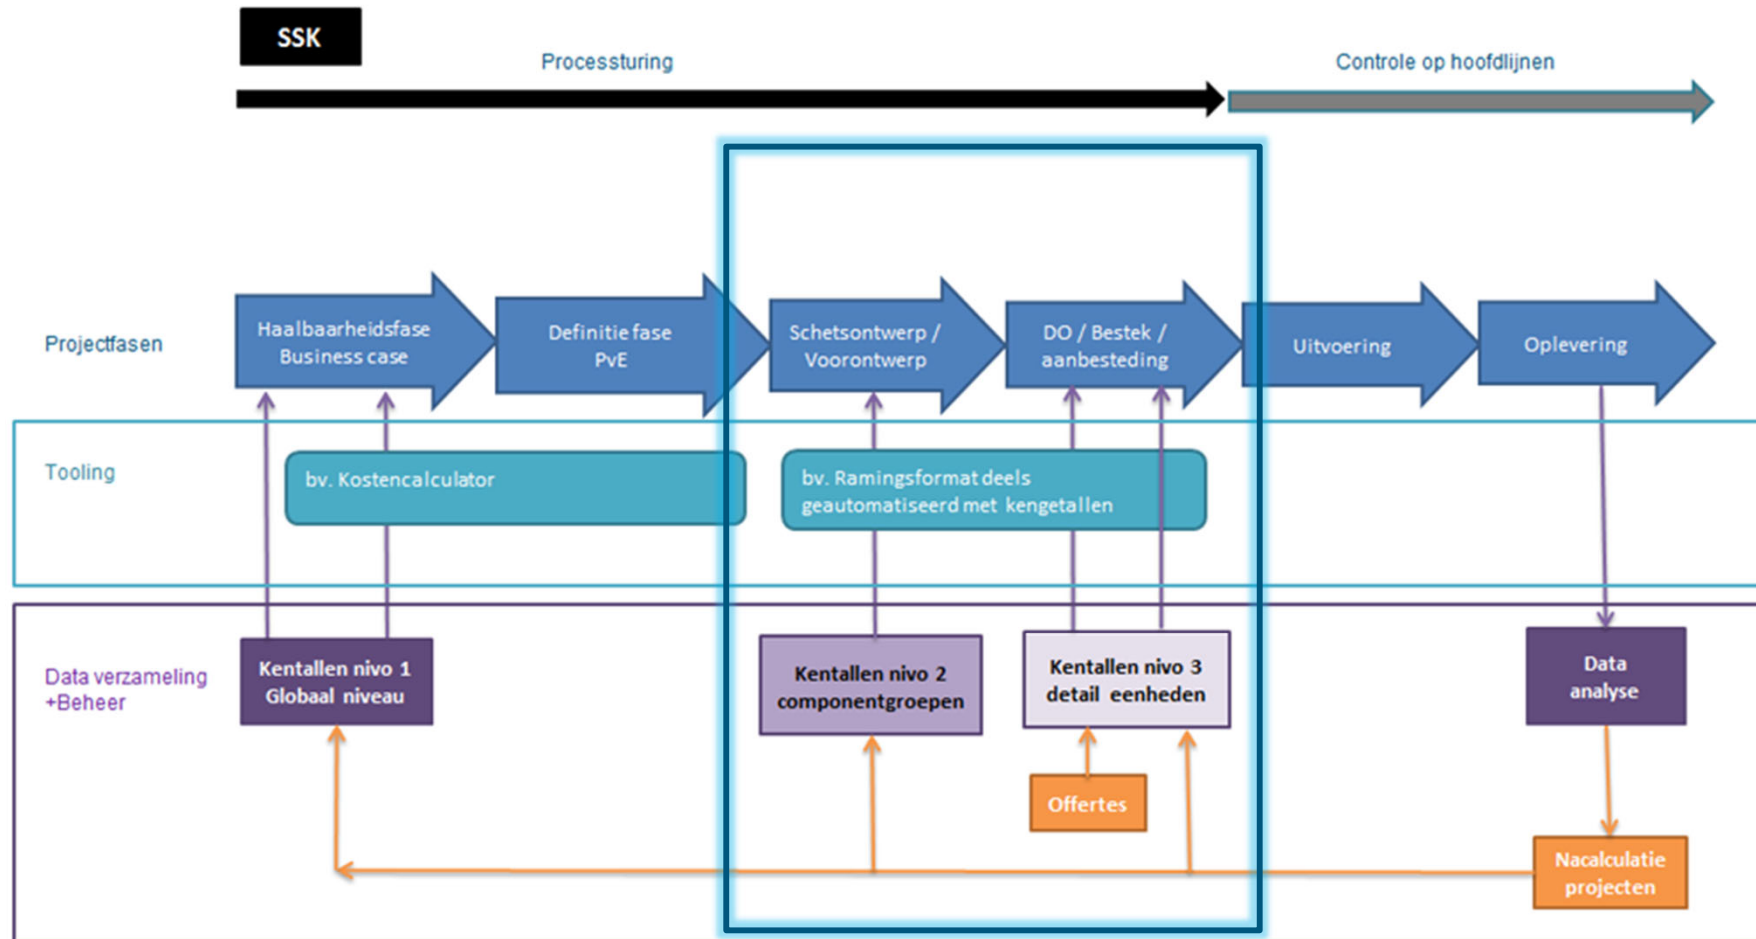 SSK
Processturing
Controle op hoofdlijnen
Projectfasen
Haalbaarheidsfase
Business case
Definitie fase
PvE
Schetsontwerp /
Voorontwerp
DO / Bestek /
aanbesteding
Uitvoering
Oplevering
Tooling
bv. Kostencalculator
bv. Ramingsformat deels
geautomatiseerd met kengetallen
Data verzameling
+Beheer
Kentallen nivo 1
Globaal niveau
Kentallen nivo 2
componentgroepen
Kentallen nivo 3
detail eenheden
Data
analyse
Offertes
Nacalculatie
projecten